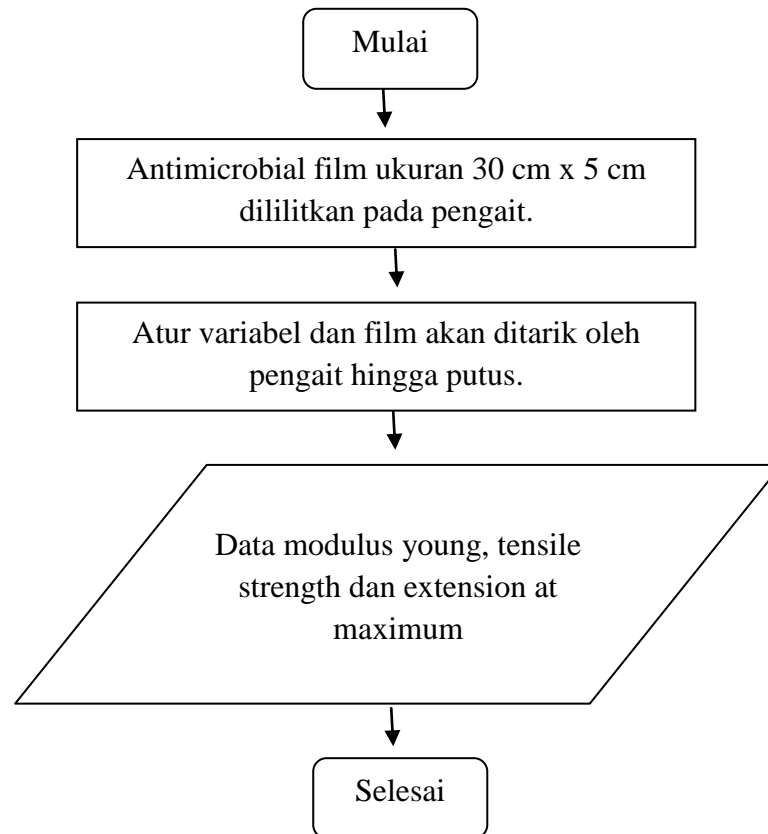 Mulai
Antimicrobial film ukuran 30 cm x 5 cm
dililitkan pada pengait.
Atur variabel dan film akan ditarik oleh
pengait hingga putus.
Data modulus young, tensile
strength dan extension at
maximum
Selesai